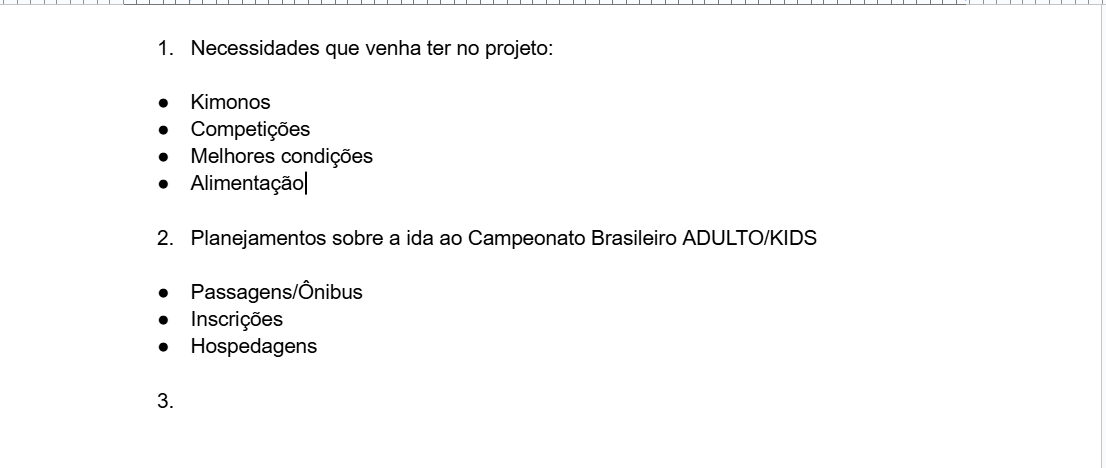 1. Necessidades que venha ter no projeto:
● Kimonos
● Competições
● Melhores condições
● Alimentação
2. Planejamentos sobre a ida ao Campeonato Brasileiro ADULTO/KIDS
● Passagens/Ônibus
● Inscrições
● Hospedagens
3.